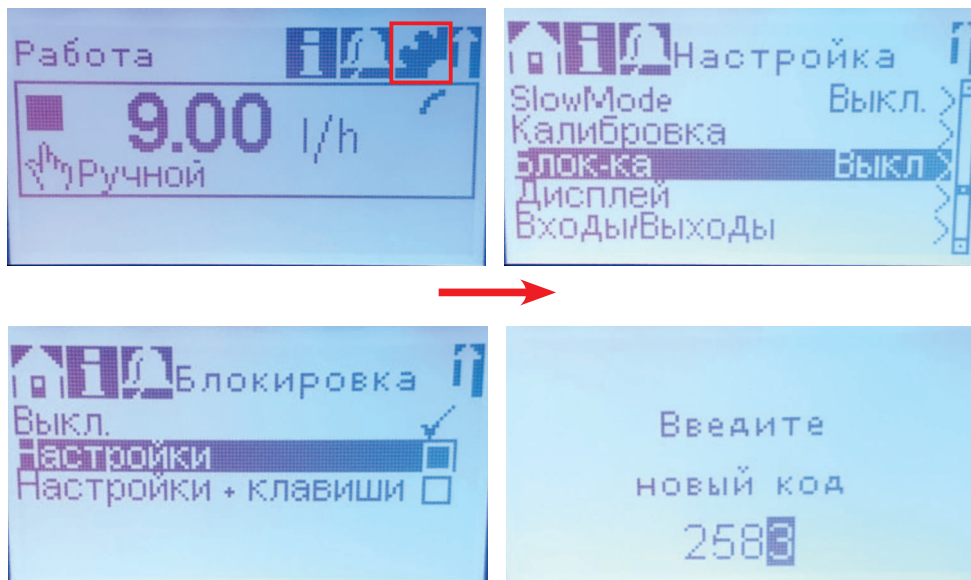 Работа
9.00 l/h
Ручной
Настройка
SlowMode Выкл.
Калибровка
Блок-ка Выкл
Дисплей
Входы/Выходы
Блокировка
Выкл.
Настройки
Настройки + клавиши
Введите
новый код
2583